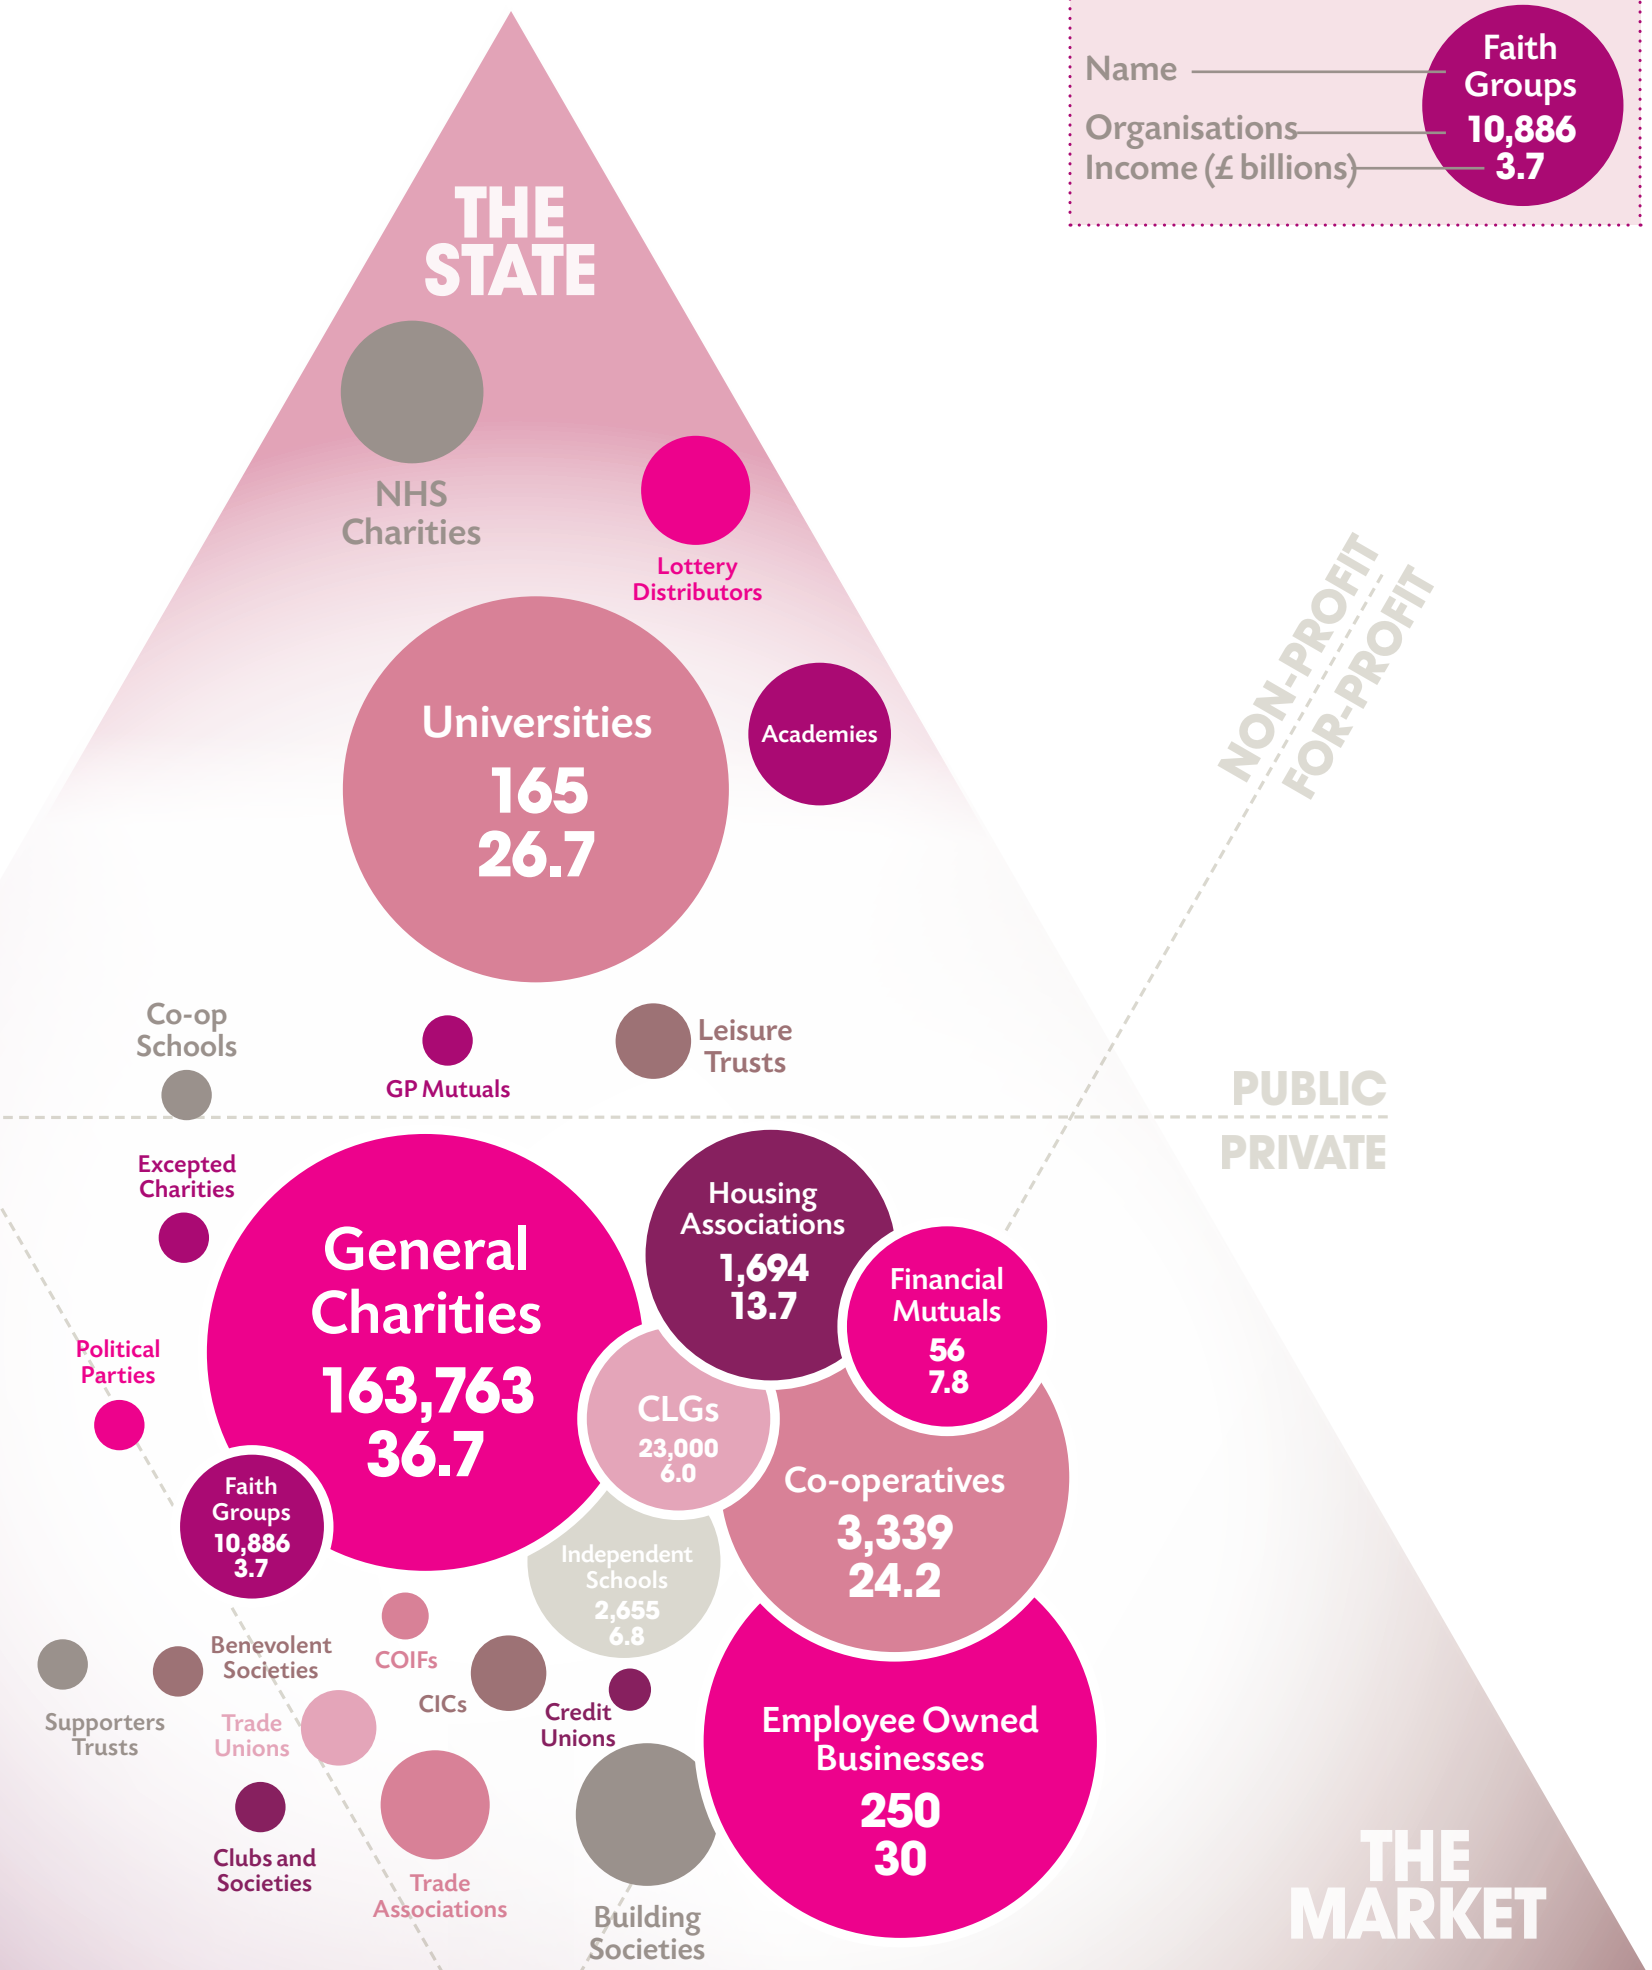 Name
Organisations
Income (£ billions)
Faith
Groups
10,886
3.7
THE
STATE
NHS
Charities
Lottery
Distributors
NON-PROFIT
FOR-PROFIT
Universities
165
26.7
Academies
Co-op
Schools
GP Mutuals
Leisure
Trusts
PUBLIC
PRIVATE
Excepted
Charities
General
Charities
163,763
36.7
Housing
Associations
1,694
13.7
Financial
Mutuals
56
7.8
Political
Parties
CLGs
23,000
6.0
Co-operatives
3,339
24.2
Faith
Groups
10,886
3.7
Independent
Schools
2,655
6.8
Benevolent
Societies
COIFs
CICs
Credit
Unions
Supporters
Trusts
Trade
Unions
Employee Owned
Businesses
250
30
Clubs and
Societies
Trade
Associations
Building
Societies
THE
MARKET